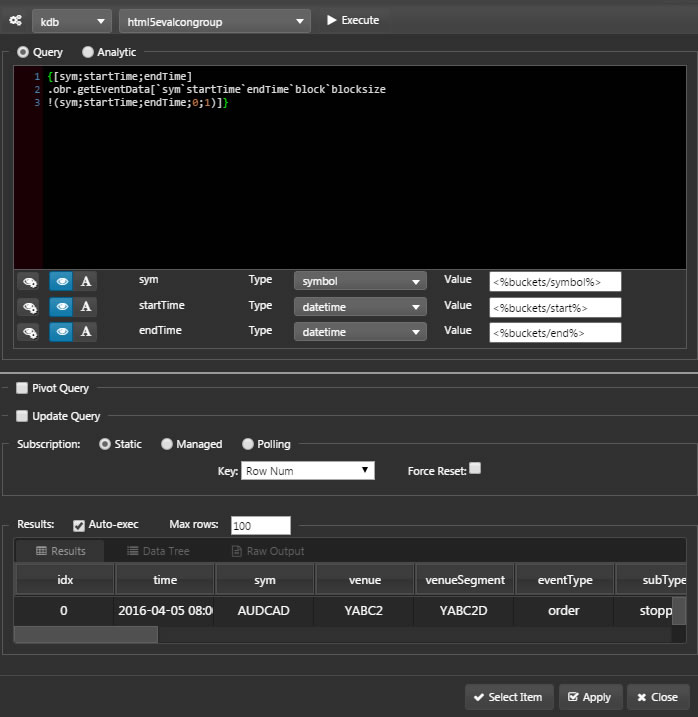 kdb html5evalcongroup Execute
Query Analytic
1 {[sym;startTime;endTime]
2 .obr.getEventData[`sym`startTime`endTime`block`blocksize
3 !(sym;startTime;endTime;0;1)]}
A sym Type symbol Value <%buckets/symbol%>
A startTime Type datetime Value <%buckets/start%>
A endTime Type datetime Value <%buckets/end%>
Pivot Query
Update Query
Subscription: Static Managed Polling
Key: Row Num Force Reset:
Results: Auto-exec Max rows: 100
Results Data Tree Raw Output
idx time sym venue venueSegment eventType subType
0 2016-04-05 08:0 AUDCAD YABC2 YABC2D order stopp
Select Item Apply Close